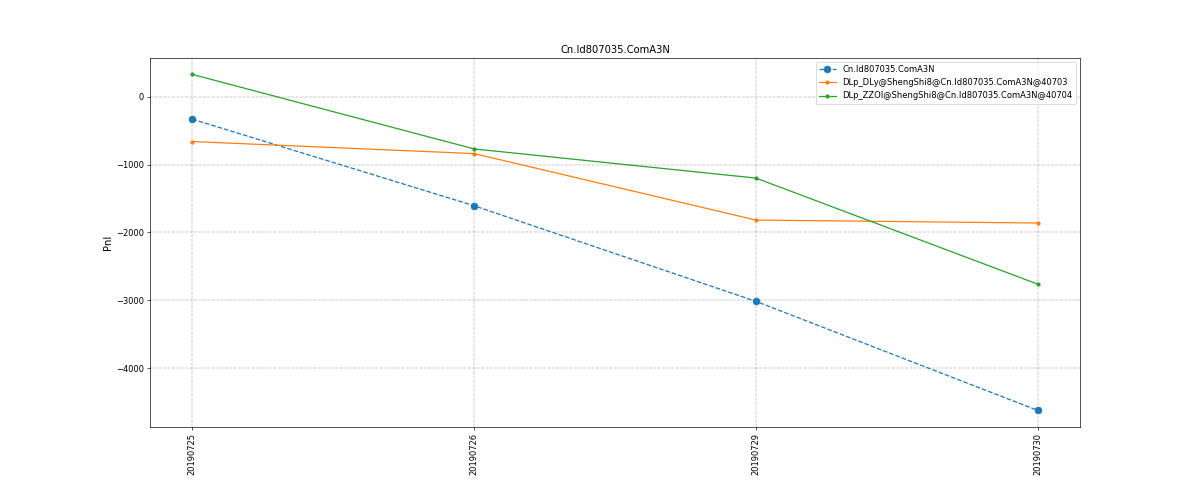 Cn.Id807035.ComA3N
Cn.Id807035.ComA3N
DLp_DLy@ShengShi8@Cn.Id807035.ComA3N@40703
DLp_ZZOI@ShengShi8@Cn.Id807035.ComA3N@40704
0
−1000
−2000
−3000
−4000
Pnl
20190725
20190726
20190729
20190730